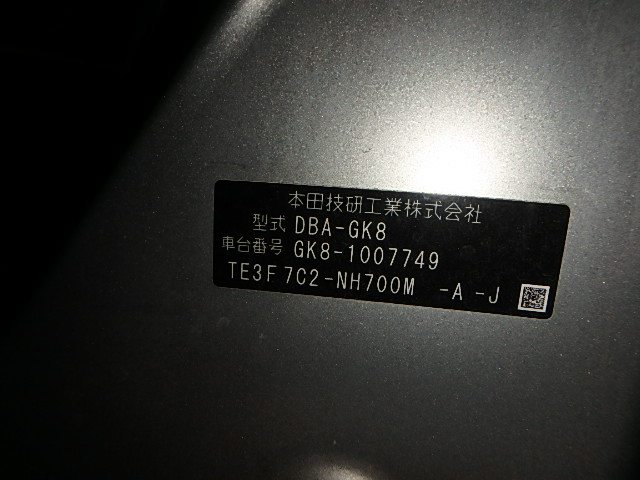 本田技研工業株式会社
型式 DBA-GK8
車台番号 GK8-1007749
TE3F7C2-NH700M -A-J